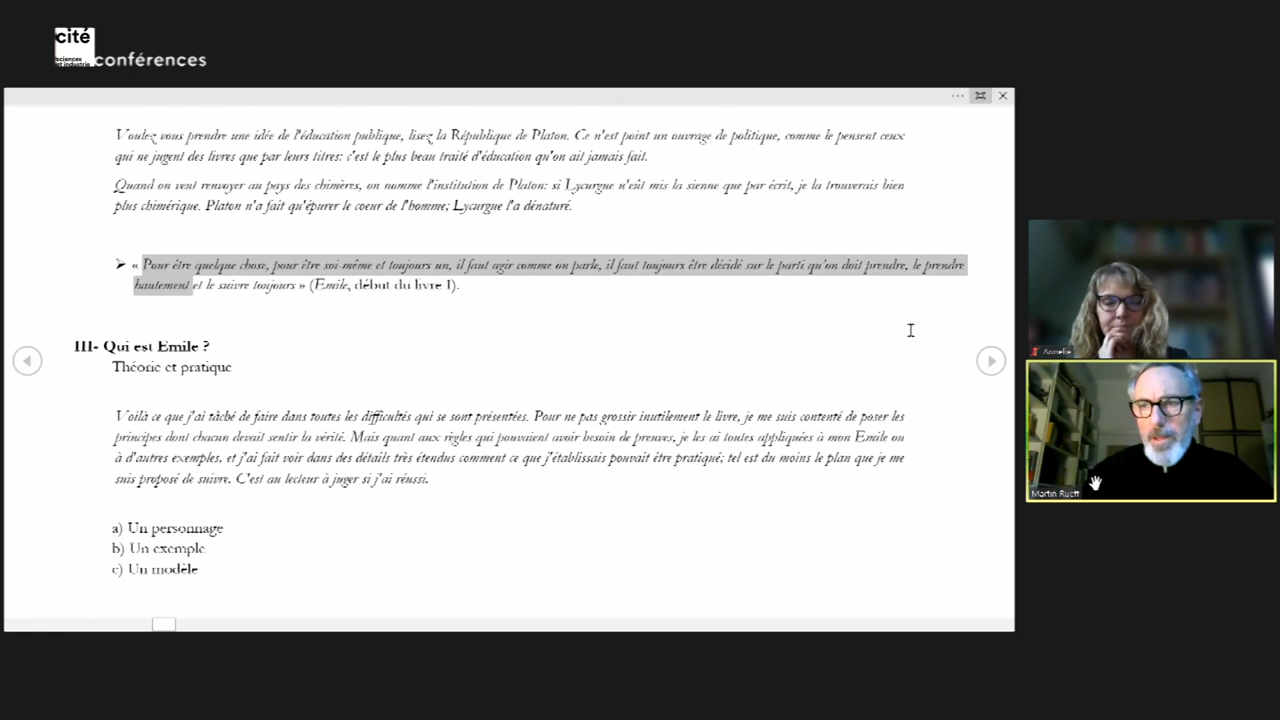 cité
sciences
et industrie
conférences
Voulez vous prendre une idée de l'éducation publique, lisez la République de Platon. Ce n'est point un ouvrage de politique, comme le pensent ceux
qui ne jugent des livres que par leurs titres: c'est le plus beau traité d'éducation qu'on ait jamais fait.
Quand on veut renvoyer au pays des chimères, on nomme l'institution de Platon: si Lycurgue n'eût mis la sienne que par écrit, je la trouverais bien
plus chimérique. Platon n'a fait qu'épurer le coeur de l'homme; Lycurgue l'a dénaturé.
➤ « Pour être quelque chose, pour être soi-même et toujours un, il faut agir comme on parle, il faut toujours être décidé sur le parti qu'on doit prendre, le prendre
hautement et le suivre toujours » (Emile, début du livre I).
III- Qui est Emile ?
Théorie et pratique
Voilà ce que j'ai tâché de faire dans toutes les difficultés qui se sont présentées. Pour ne pas grossir inutilement le livre, je me suis contenté de poser les
principes dont chacun devait sentir la vérité. Mais quant aux règles qui pouvaient avoir besoin de preuves, je les ai toutes appliquées à mon Emile ou
à d'autres exemples, et j'ai fait voir dans des détails très étendus comment ce que j'établissais pouvait être pratiqué; tel est du moins le plan que je me
suis proposé de suivre. C'est au lecteur à juger si j'ai réussi.
a) Un personnage
b) Un exemple
c) Un modèle
Annelie
Martin Rueff